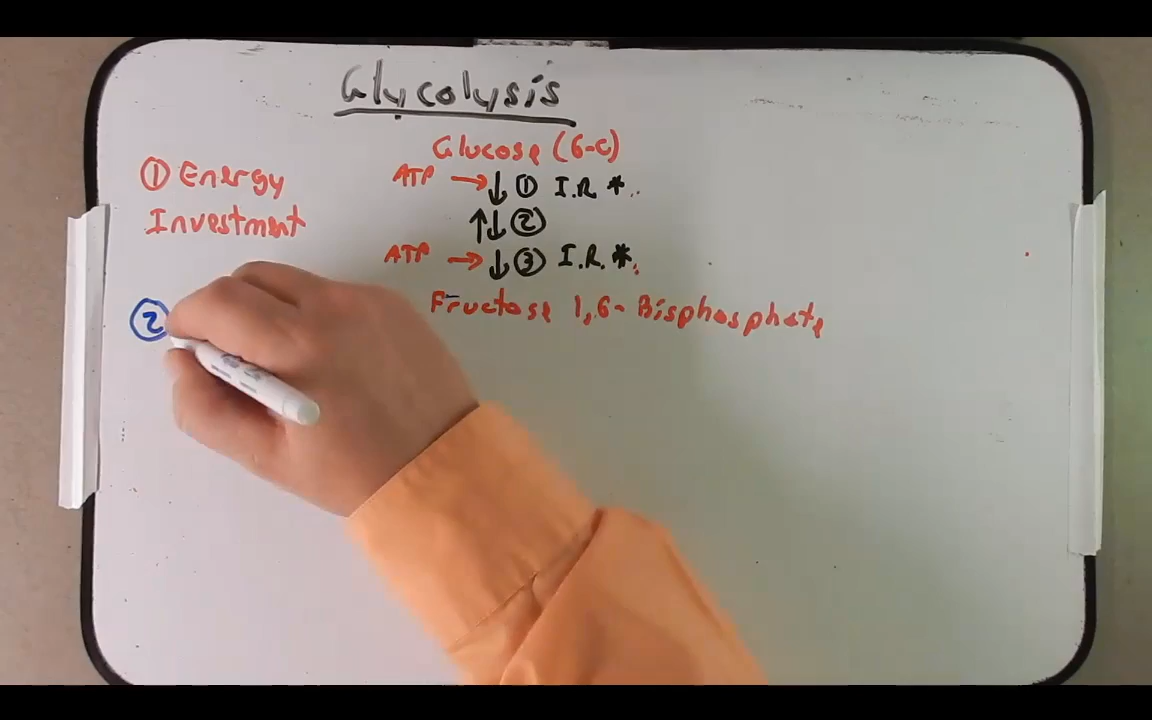 Glycolysis
Glucose (6-C)
① Energy
Investment
ATP → ↓ ① I.R *
↑↓ ②
ATP → ↓ ③ I.R. *
Fructose 1,6- Bisphosphate
②